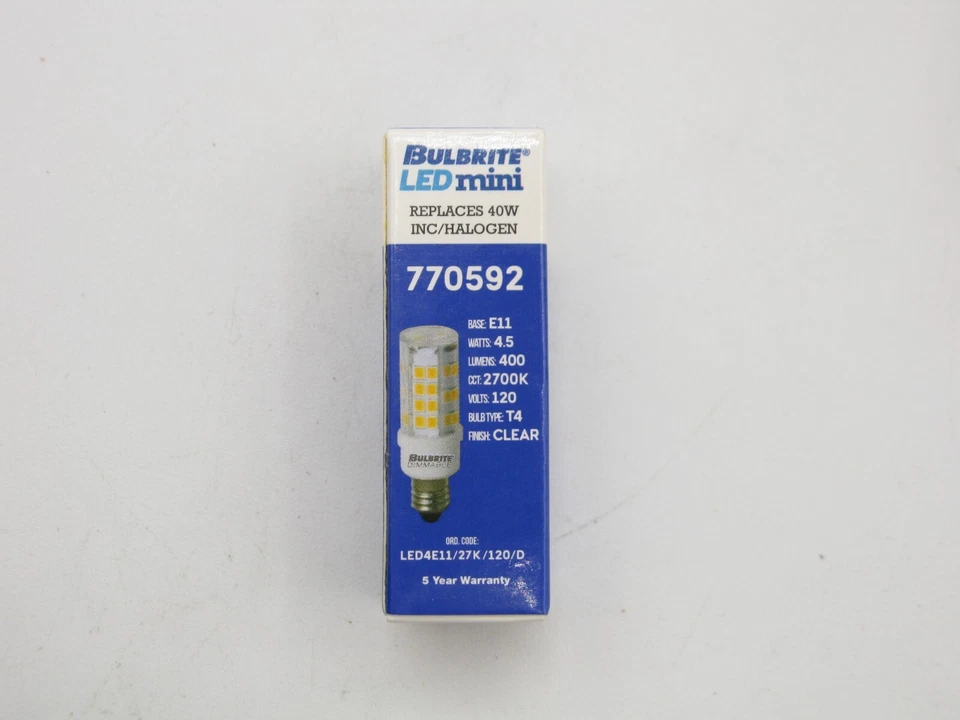 BULBRITE®
LED mini
REPLACES 40W
INC/HALOGEN
770592
BASE: E11
WATTS: 4.5
LUMENS: 400
CCT: 2700K
VOLTS: 120
BULB TYPE: T4
FINISH: CLEAR
BULBRITE
DIMMABLE
ORD. CODE:
LED4E11/27K/120/D
5 Year Warranty